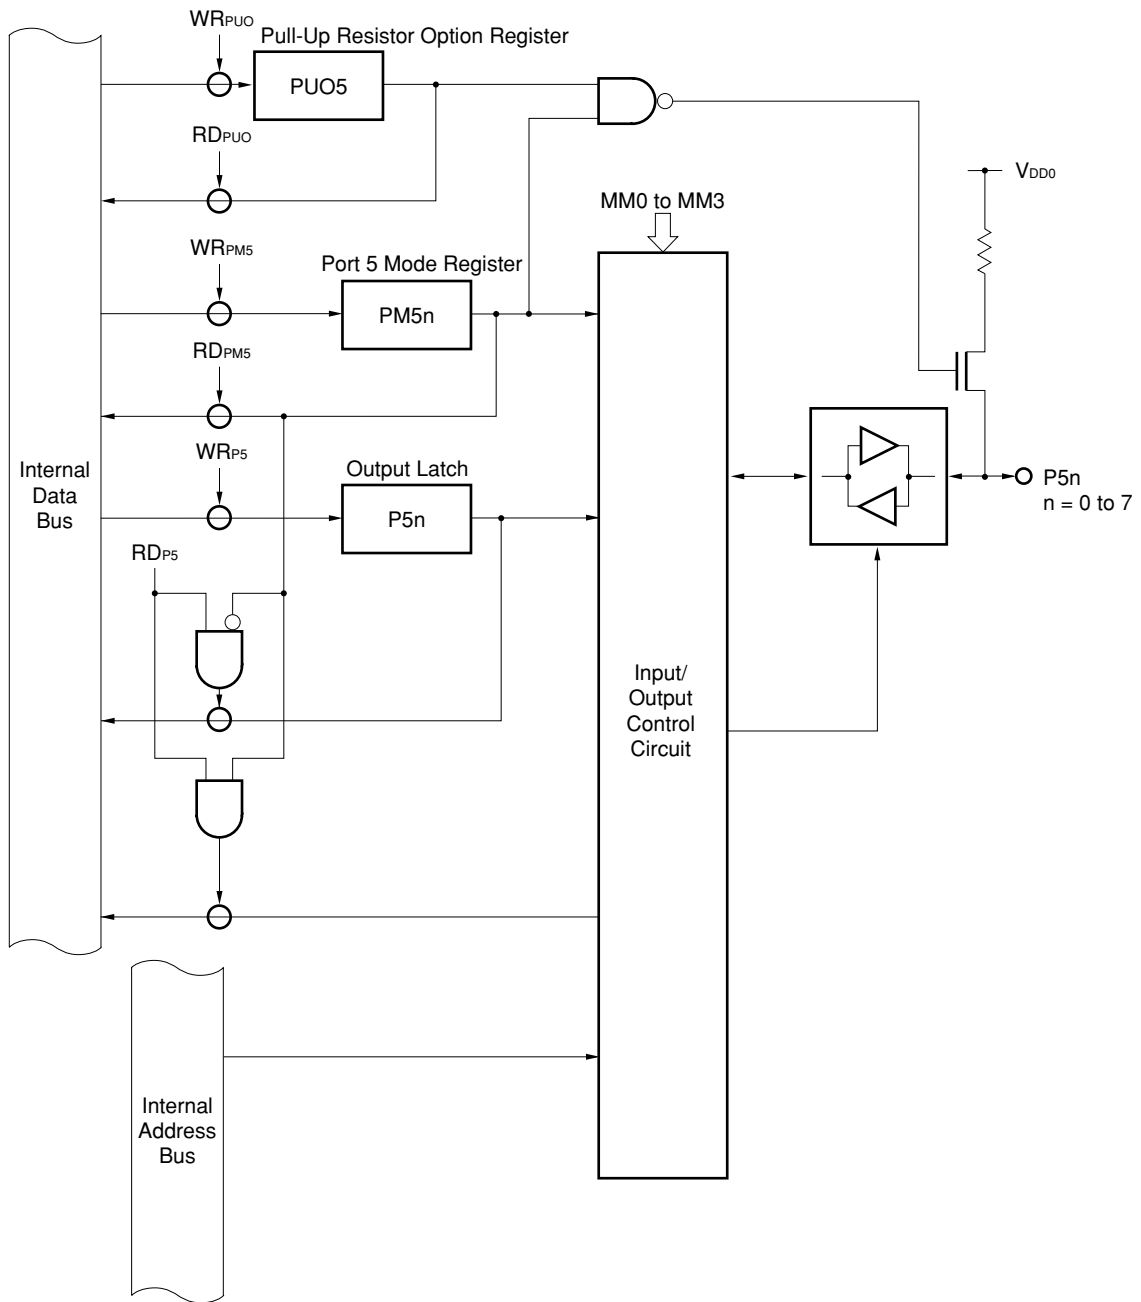 WRPUO
Pull-Up Resistor Option Register
PUO5
RDPUO
VDD0
MM0 to MM3
WRPM5
Port 5 Mode Register
PM5n
RDPM5
WRP5
Output Latch
P5n
Internal
Data
Bus
P5n
n = 0 to 7
RDP5
Input/
Output
Control
Circuit
Internal
Address
Bus